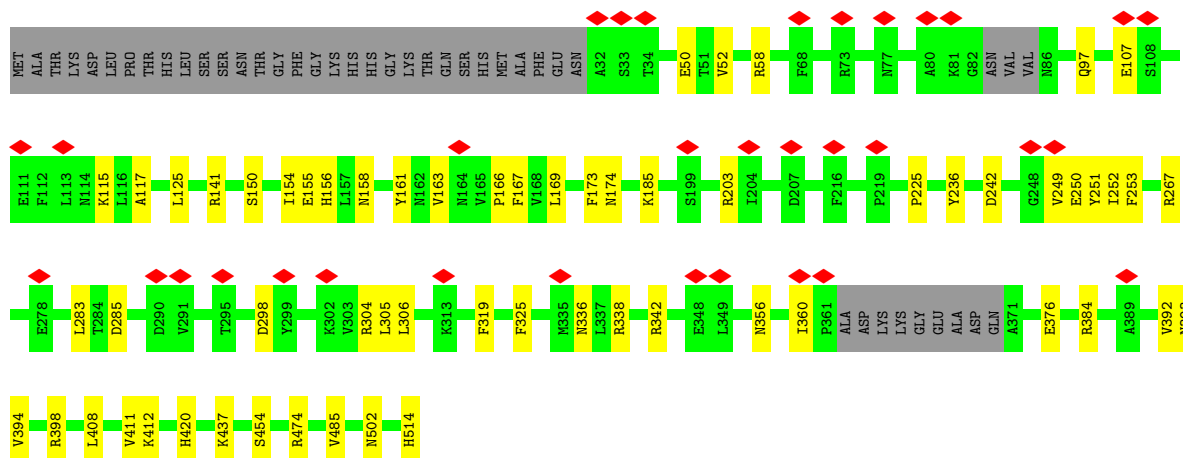 MET ALA THR LYS ASP LEU PRO THR HIS LEU SER SER ASN THR GLY PHE GLY LYS HIS HIS GLY LYS THR GLN SER HIS MET ALA PHE GLU ASN A32 S33 T34 E50 T51 V52 R58 F68 R73 N77 A80 K81 G82 ASN VAL VAL N86 Q97 E107 S108
E111 F112 L113 N114 K115 L116 A117 L125 R141 S150 I154 E155 H156 L157 N158 Y161 N162 V163 N164 V165 P166 F167 V168 L169 F173 N174 K185 S199 R203 I204 D207 F216 P219 P225 Y236 D242 G248 V249 E250 Y251 I252 F253 R267
E278 L283 T284 D285 D290 V291 T295 D298 Y299 K302 V303 R304 L305 L306 K313 F319 F325 M335 N336 L337 R338 R342 E348 L349 N356 I360 P361 ALA ASP LYS LYS GLY GLU ALA ASP GLN A371 E376 R384 A389 V392
V394 R398 L408 V411 K412 H420 K437 S454 R474 V485 N502 H514